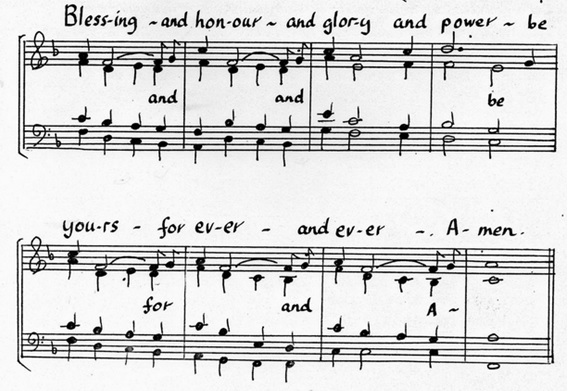 Bless-ing - and hon-our - and glor-y and power - be
and and be
you-rs - for ev-er - and ev-er - . A-men.
for and A -